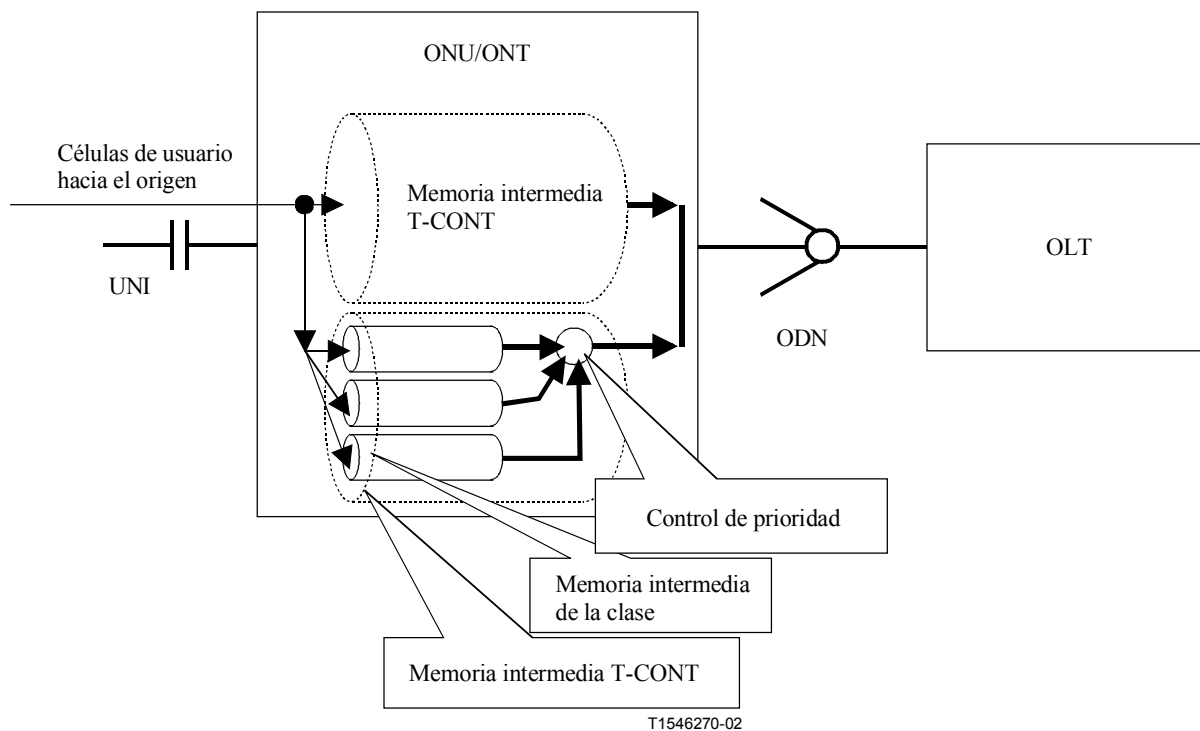 ONU/ONT
Células de usuario
hacia el origen
Memoria intermedia
T-CONT
UNI
ODN
OLT
Control de prioridad
Memoria intermedia
de la clase
Memoria intermedia T-CONT
T1546270-02